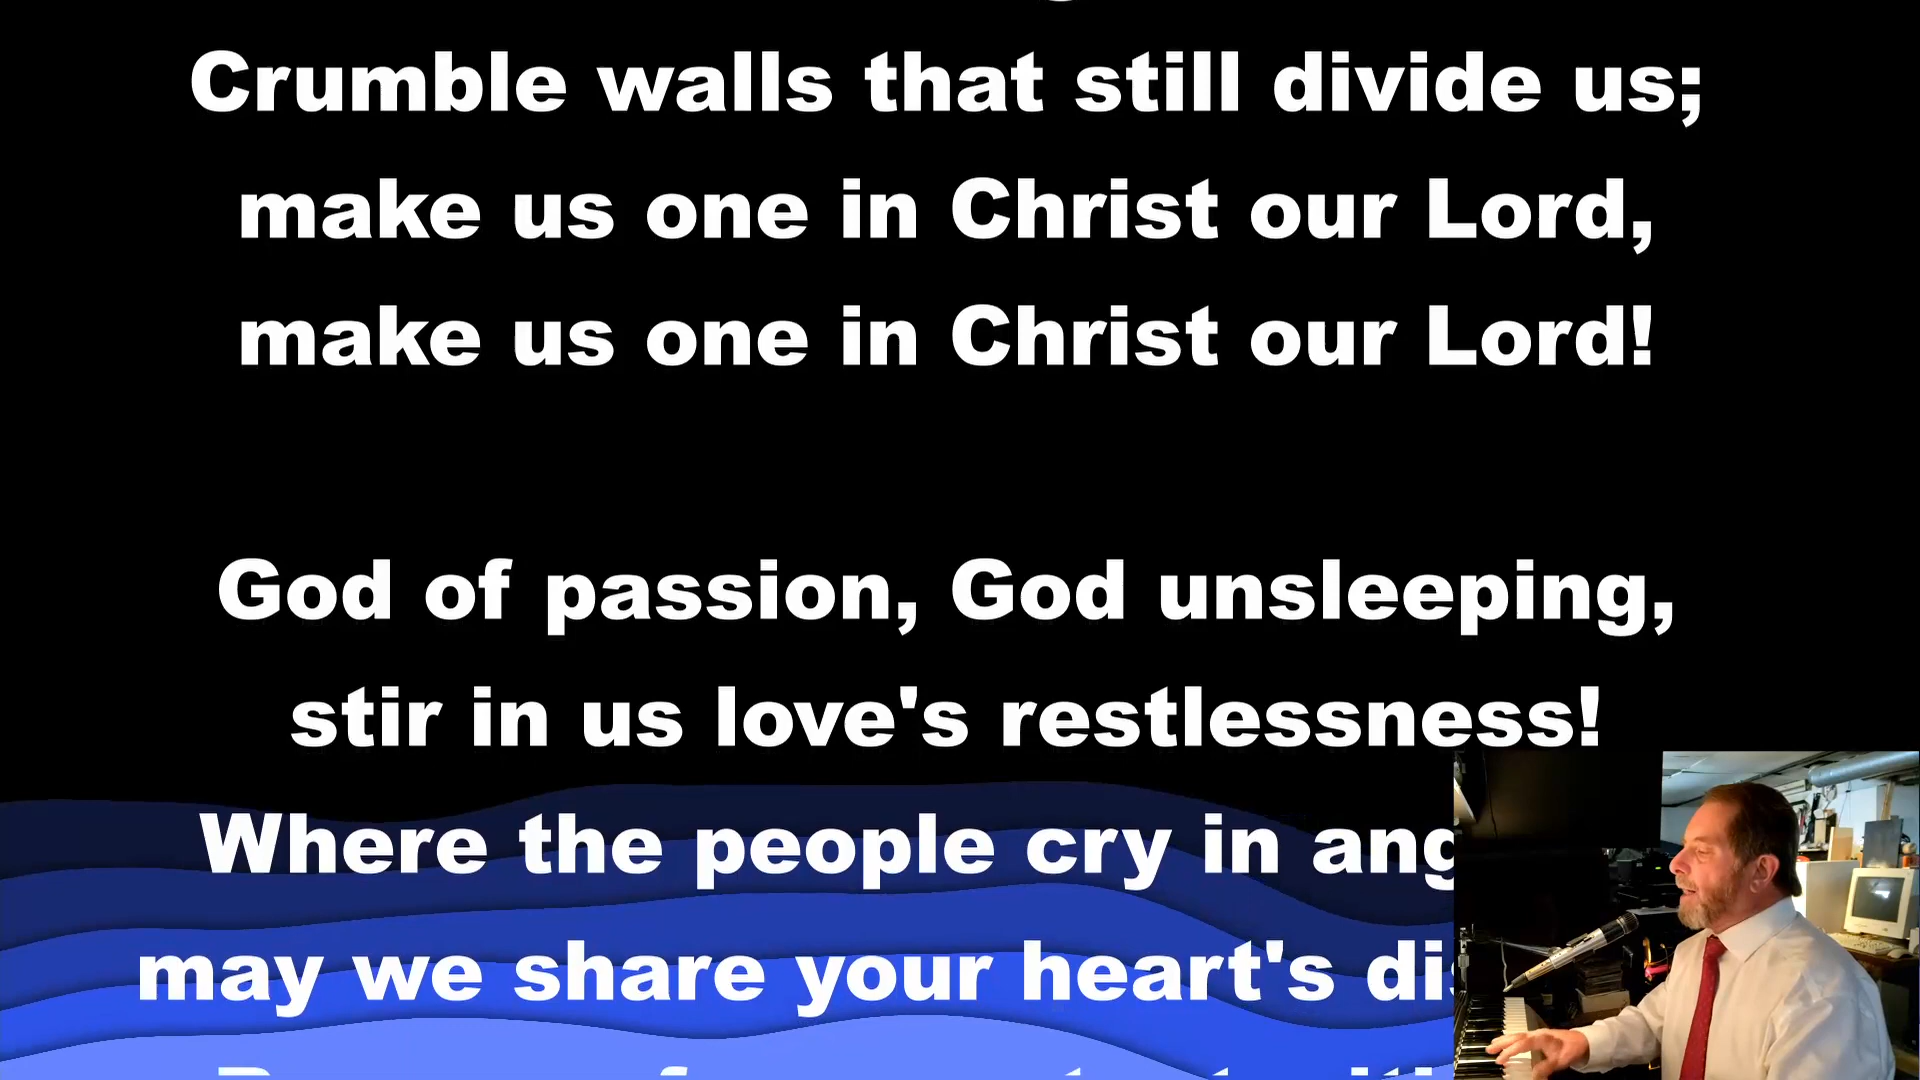 Crumble walls that still divide us;
make us one in Christ our Lord,
make us one in Christ our Lord!
God of passion, God unsleeping,
stir in us love's restlessness!
Where the people cry in
may we share your heart's